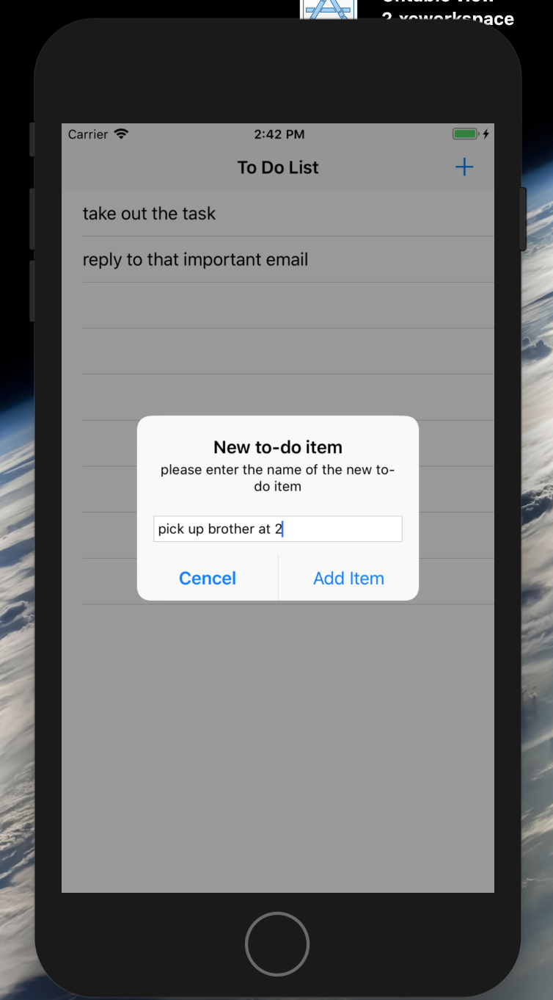 2.xcworkspace
Carrier
2:42 PM
To Do List
take out the task
reply to that important email
New to-do item
please enter the name of the new to-
do item
pick up brother at 2
Cencel
Add Item